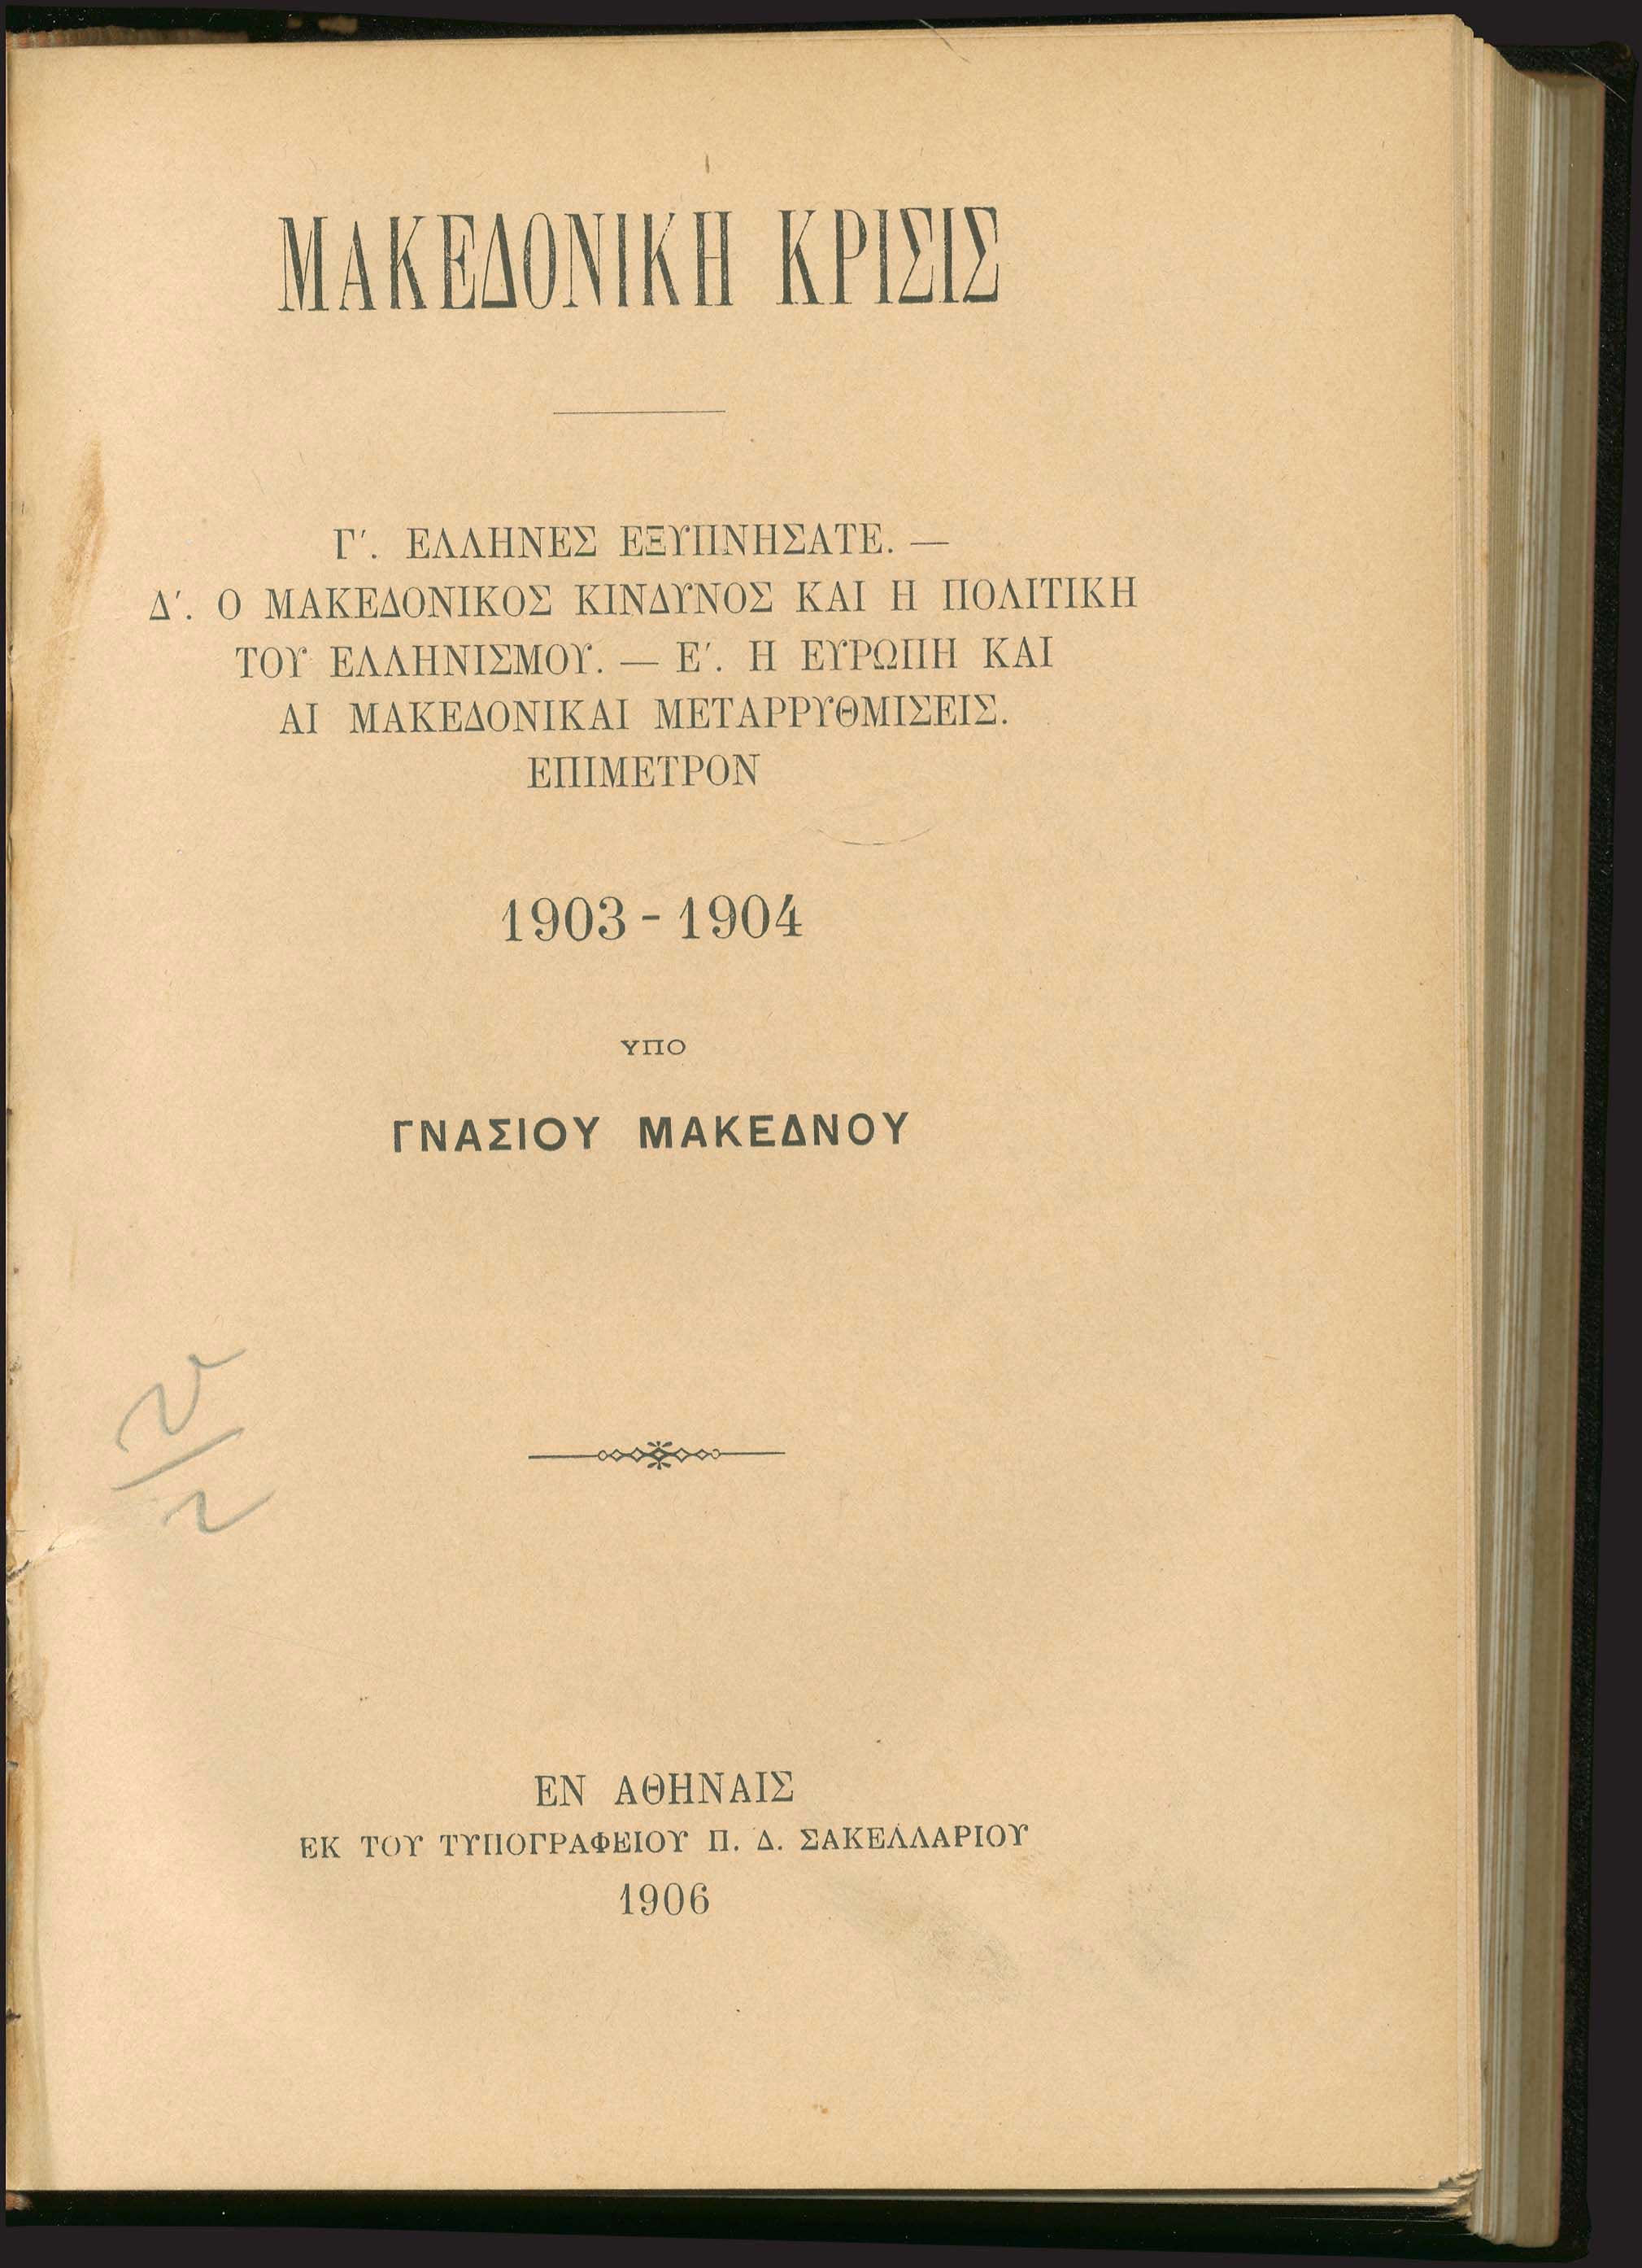 ΜΑΚΕΔΟΝΙΚΗ ΚΡΙΣΙΣ
Γ′. ΕΛΛΗΝΕΣ ΕΞΥΠΝΗΣΑΤΕ. —
Δ′. Ο ΜΑΚΕΔΟΝΙΚΟΣ ΚΙΝΔΥΝΟΣ ΚΑΙ Η ΠΟΛΙΤΙΚΗ
ΤΟΥ ΕΛΛΗΝΙΣΜΟΥ. — Ε′. Η ΕΥΡΩΠΗ ΚΑΙ
ΑΙ ΜΑΚΕΔΟΝΙΚΑΙ ΜΕΤΑΡΡΥΘΜΙΣΕΙΣ.
ΕΠΙΜΕΤΡΟΝ
1903 - 1904
ΥΠΟ
ΓΝΑΣΙΟΥ ΜΑΚΕΔΝΟΥ
ΕΝ ΑΘΗΝΑΙΣ
ΕΚ ΤΟΥ ΤΥΠΟΓΡΑΦΕΙΟΥ Π. Δ. ΣΑΚΕΛΛΑΡΙΟΥ
1906